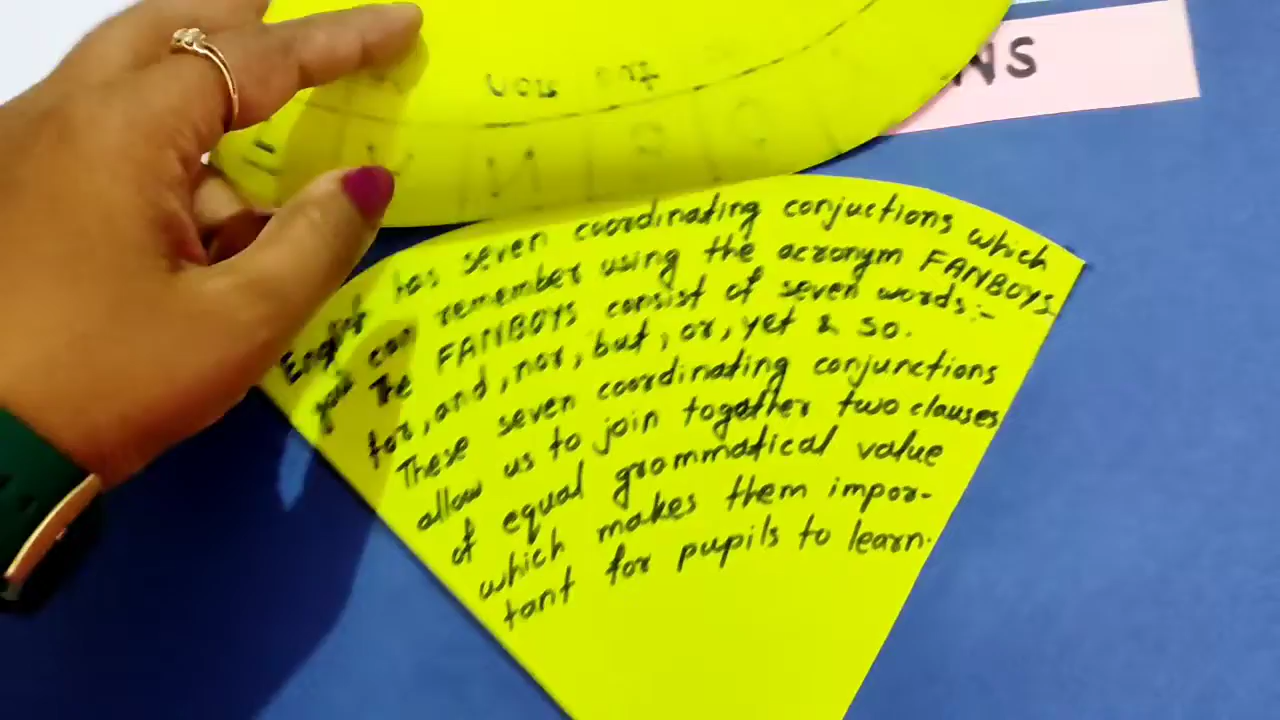 NS
English has seven coordinating conjuctions which
you can remember using the acronym FANBOYS
The FANBOYS consist of seven words:-
for, and, nor, but, or, yet & so.
These seven coordinating conjunctions
allow us to join together two clauses
of equal grammatical value
which makes them impor-
tant for pupils to learn.